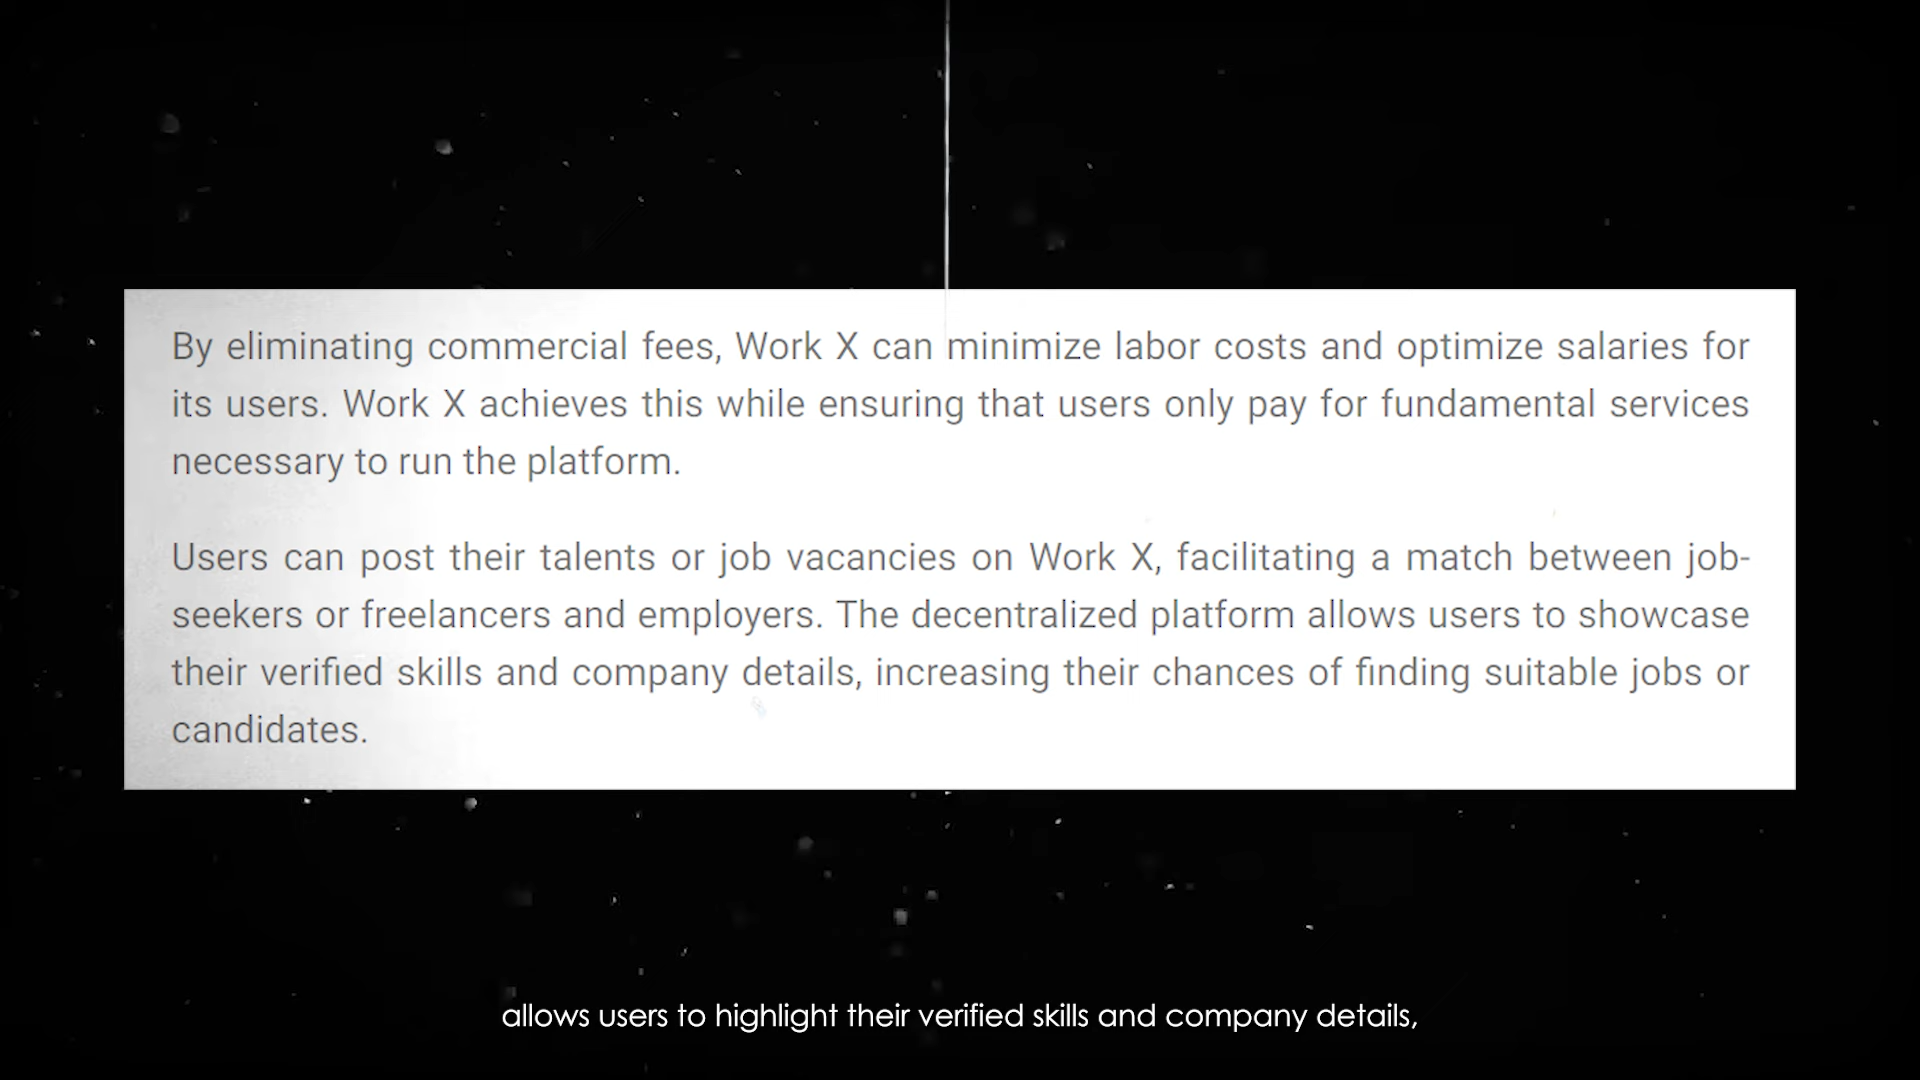 By eliminating commercial fees, Work X can minimize labor costs and optimize salaries for
its users. Work X achieves this while ensuring that users only pay for fundamental services
necessary to run the platform.
Users can post their talents or job vacancies on Work X, facilitating a match between job-
seekers or freelancers and employers. The decentralized platform allows users to showcase
their verified skills and company details, increasing their chances of finding suitable jobs or
candidates.
allows users to highlight their verified skills and company details,